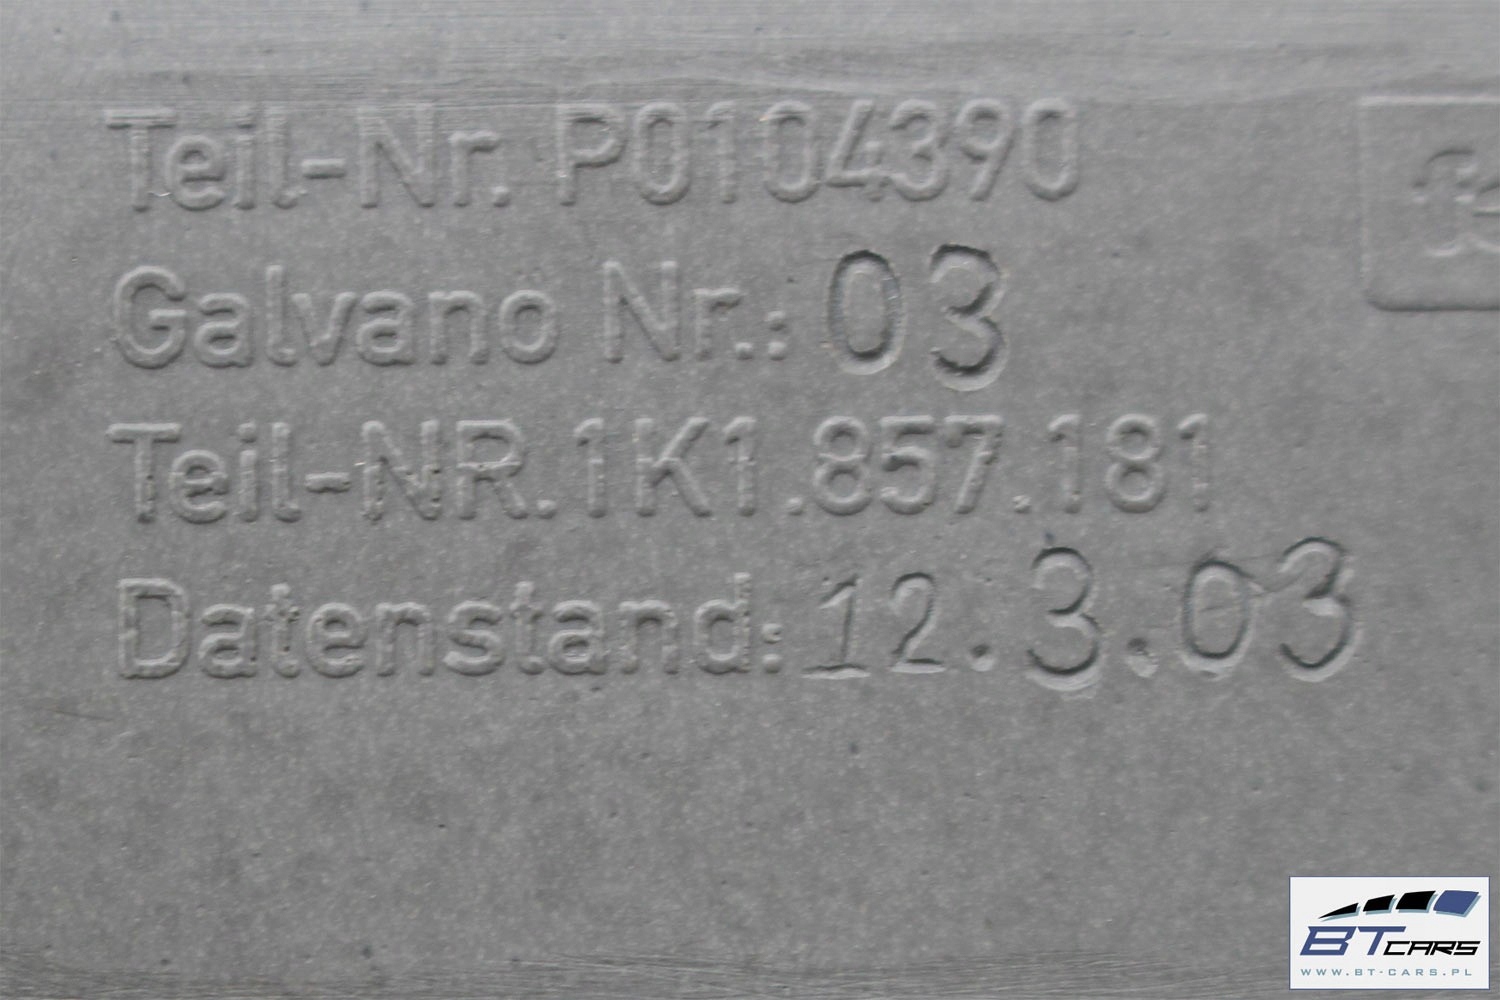 Teil-Nr. P0104390
Galvano Nr.: 03
Teil-NR.1K1.857.181
Datenstand: 12.3.03
BT CARS
WWW.BT-CARS.PL